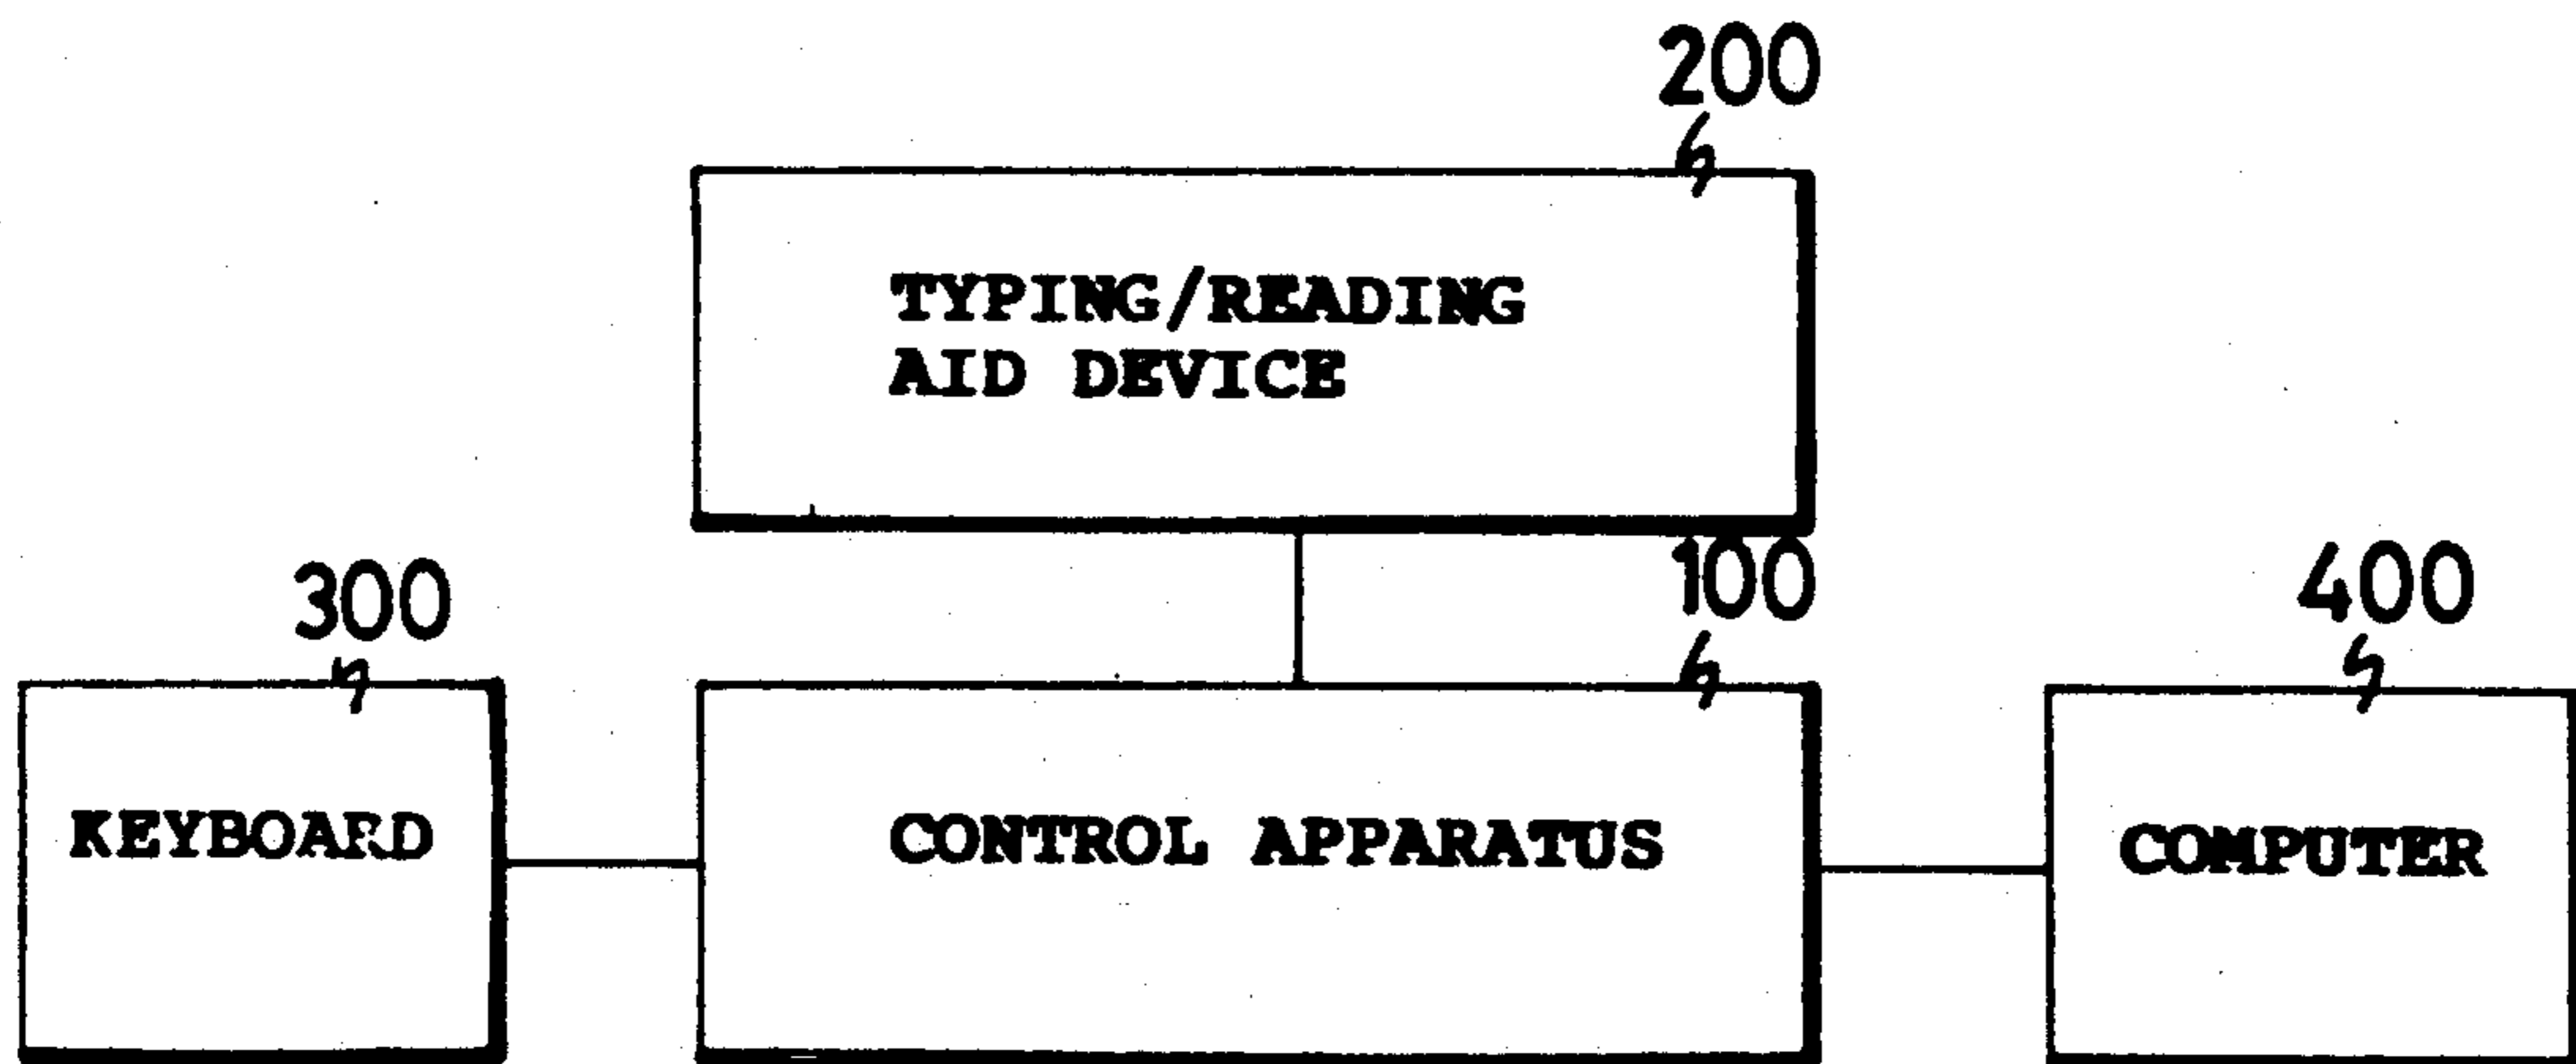 200
TYPING/READING
AID DEVICE
300
100
400
KEYBOARD
CONTROL APPARATUS
COMPUTER